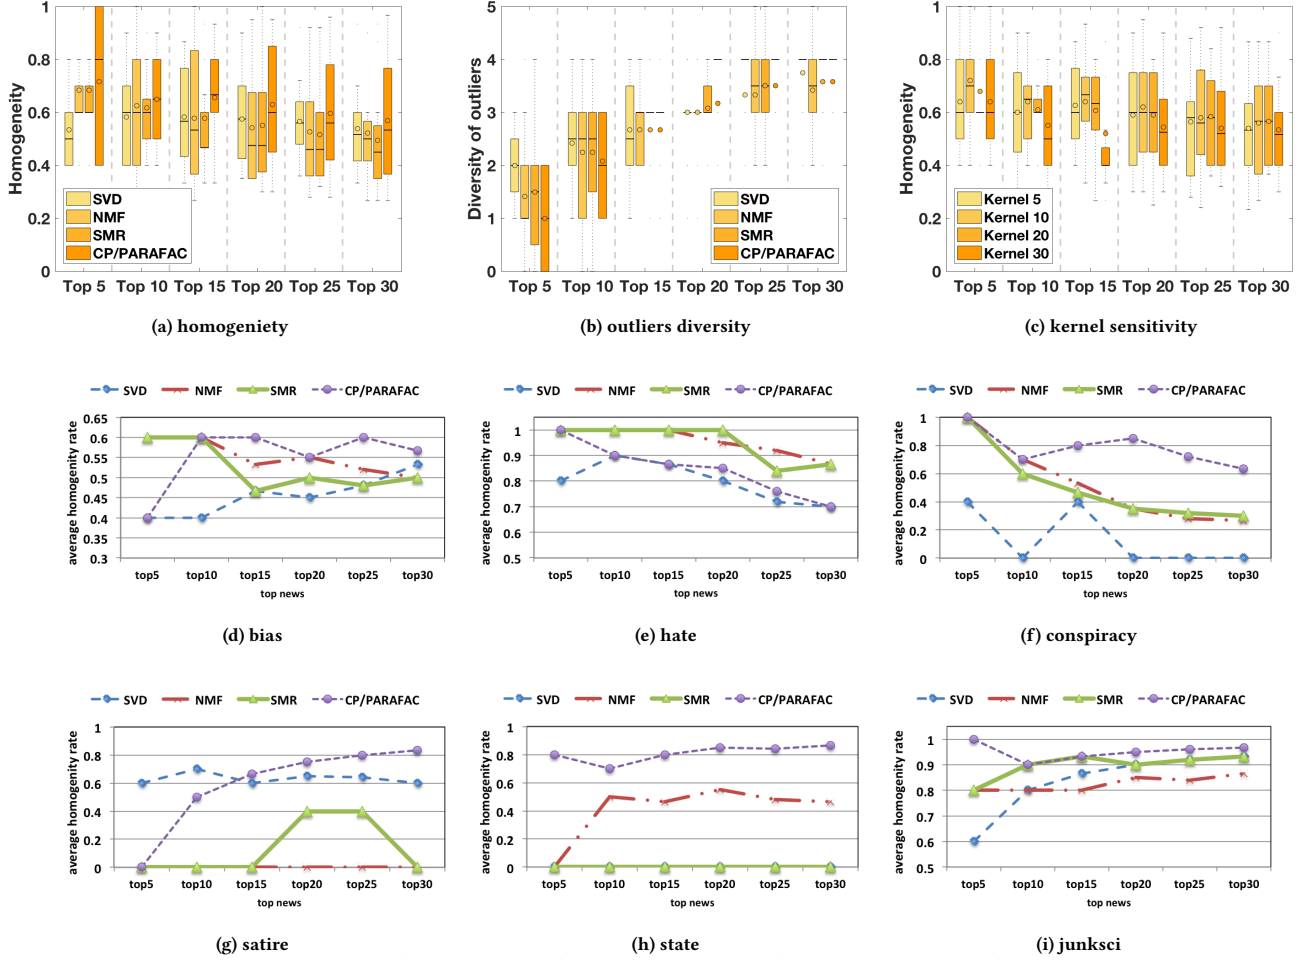 Homogeneity
1
0.8
0.6
0.4
0.2
0
SVD
NMF
SMR
CP/PARAFAC
Top 5 Top 10 Top 15 Top 20 Top 25 Top 30
(a) homogeniety
Diversity of outliers
5
4
3
2
1
0
SVD
NMF
SMR
CP/PARAFAC
Top 5 Top 10 Top 15 Top 20 Top 25 Top 30
(b) outliers diversity
Homogeneity
1
0.8
0.6
0.4
0.2
0
Kernel 5
Kernel 10
Kernel 20
Kernel 30
Top 5 Top 10 Top 15 Top 20 Top 25 Top 30
(c) kernel sensitivity
SVD NMF SMR CP/PARAFAC
average homogenity rate
0.65
0.6
0.55
0.5
0.45
0.4
0.35
0.3
top5 top10 top15 top20 top25 top30
top news
(d) bias
SVD NMF SMR CP/PARAFAC
average homogenity rate
1
0.9
0.8
0.7
0.6
0.5
top5 top10 top15 top20 top25 top30
top news
(e) hate
SVD NMF SMR CP/PARAFAC
average homogenity rate
1
0.8
0.6
0.4
0.2
0
top5 top10 top15 top20 top25 top30
top news
(f) conspiracy
SVD NMF SMR CP/PARAFAC
average homogenity rate
1
0.8
0.6
0.4
0.2
0
top5 top10 top15 top20 top25 top30
top news
(g) satire
SVD NMF SMR CP/PARAFAC
average homogenity rate
1
0.8
0.6
0.4
0.2
0
top5 top10 top15 top20 top25 top30
top news
(h) state
SVD NMF SMR CP/PARAFAC
average homogenity rate
1
0.9
0.8
0.7
0.6
0.5
top5 top10 top15 top20 top25 top30
top news
(i) junksci